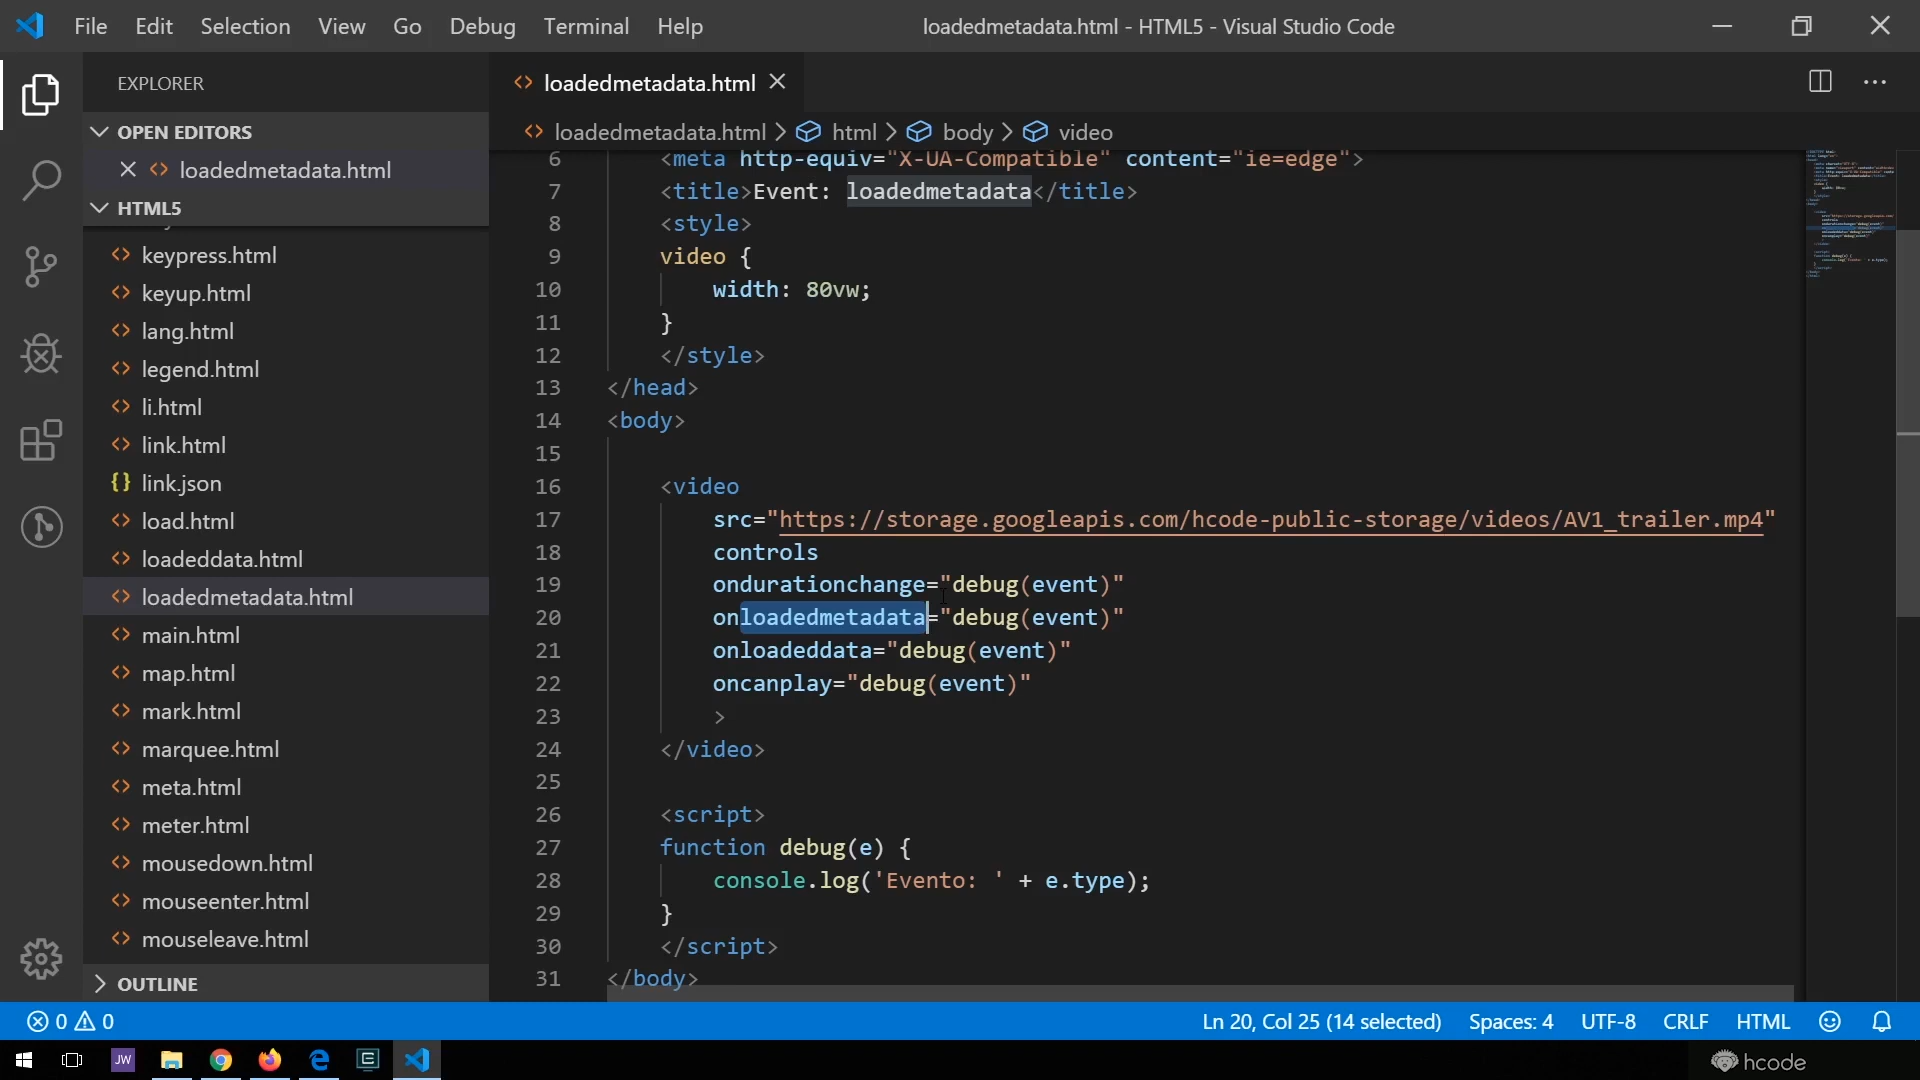 File Edit Selection View Go Debug Terminal Help
loadedmetadata.html - HTML5 - Visual Studio Code
EXPLORER
OPEN EDITORS
loadedmetadata.html
HTML5
keypress.html
keyup.html
lang.html
legend.html
li.html
link.html
link.json
load.html
loadeddata.html
loadedmetadata.html
main.html
map.html
mark.html
marquee.html
meta.html
meter.html
mousedown.html
mouseenter.html
mouseleave.html
OUTLINE
loadedmetadata.html
loadedmetadata.html > html > body > video
6 <meta http-equiv="X-UA-Compatible" content="ie=edge">
7 <title>Event: loadedmetadata</title>
8 <style>
9 video {
10 width: 80vw;
11 }
12 </style>
13 </head>
14 <body>
15
16 <video
17 src="https://storage.googleapis.com/hcode-public-storage/videos/AV1_trailer.mp4"
18 controls
19 ondurationchange="debug(event)"
20 onloadedmetadata="debug(event)"
21 onloadeddata="debug(event)"
22 oncanplay="debug(event)"
23 >
24 </video>
25
26 <script>
27 function debug(e) {
28 console.log('Evento: ' + e.type);
29 }
30 </script>
31 </body>
0 0
Ln 20, Col 25 (14 selected) Spaces: 4 UTF-8 CRLF HTML
JW
hcode